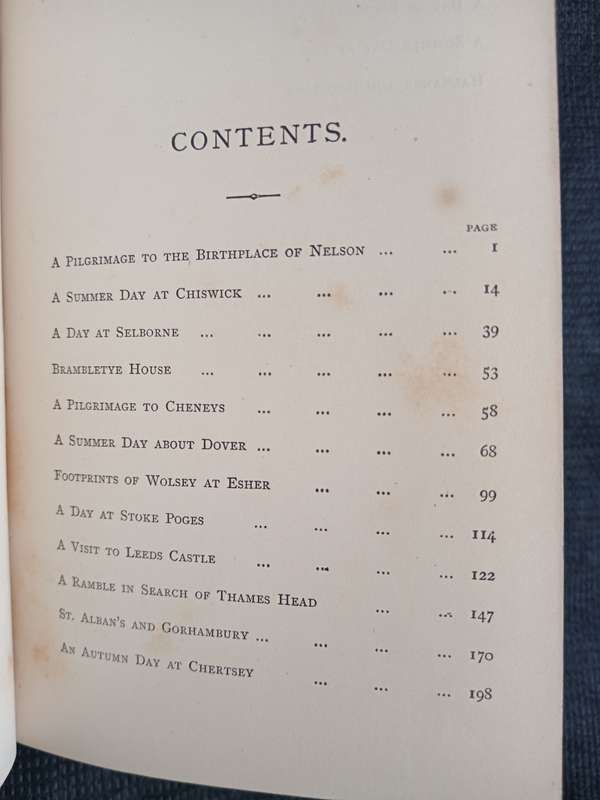 CONTENTS.
PAGE
A PILGRIMAGE TO THE BIRTHPLACE OF NELSON ... ... 1
A SUMMER DAY AT CHISWICK ... ... ... ... 14
A DAY AT SELBORNE ... ... ... ... ... 39
BRAMBLETYE HOUSE ... ... ... ... ... 53
A PILGRIMAGE TO CHENEYS ... ... ... ... 58
A SUMMER DAY ABOUT DOVER ... ... ... ... 68
FOOTPRINTS OF WOLSEY AT ESHER ... ... ... 99
A DAY AT STOKE POGES ... ... ... ... 114
A VISIT TO LEEDS CASTLE ... ... ... ... 122
A RAMBLE IN SEARCH OF THAMES HEAD ... ... 147
ST. ALBAN'S AND GORHAMBURY ... ... ... ... 170
AN AUTUMN DAY AT CHERTSEY ... ... ... 198